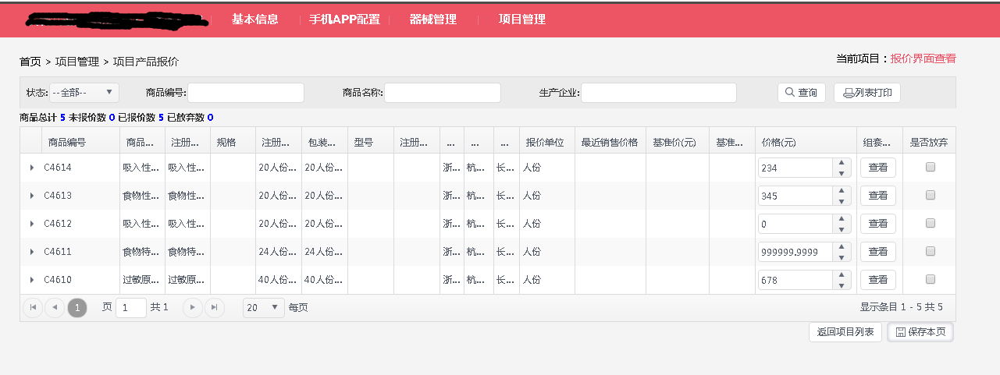 基本信息 手机APP配置 器械管理 项目管理
首页 > 项目管理 > 项目产品报价 当前项目：报价界面查看
状态: --全部-- 商品编号: 商品名称: 生产企业: 查询 列表打印
商品总计 5 未报价数 0 已报价数 5 已放弃数 0
商品编号 商品... 注册... 规格 注册... 包装... 型号 注册... ... ... ... 报价单位 最近销售价格 基准价(元) 基准... 价格(元) 组套... 是否放弃
C4614 吸入性... 吸入性... 20人份... 20人份... 浙... 杭... 长... 人份 234 查看
C4613 食物性... 食物性... 20人份... 20人份... 浙... 杭... 长... 人份 345 查看
C4612 吸入性... 吸入性... 20人份... 20人份... 浙... 杭... 长... 人份 0 查看
C4611 食物特... 食物特... 24人份... 24人份... 浙... 杭... 长... 人份 999999.9999 查看
C4610 过敏原... 过敏原... 40人份... 40人份... 浙... 杭... 长... 人份 678 查看
1 页 1 共 1 20 每页 显示条目 1 - 5 共 5
返回项目列表 保存本页